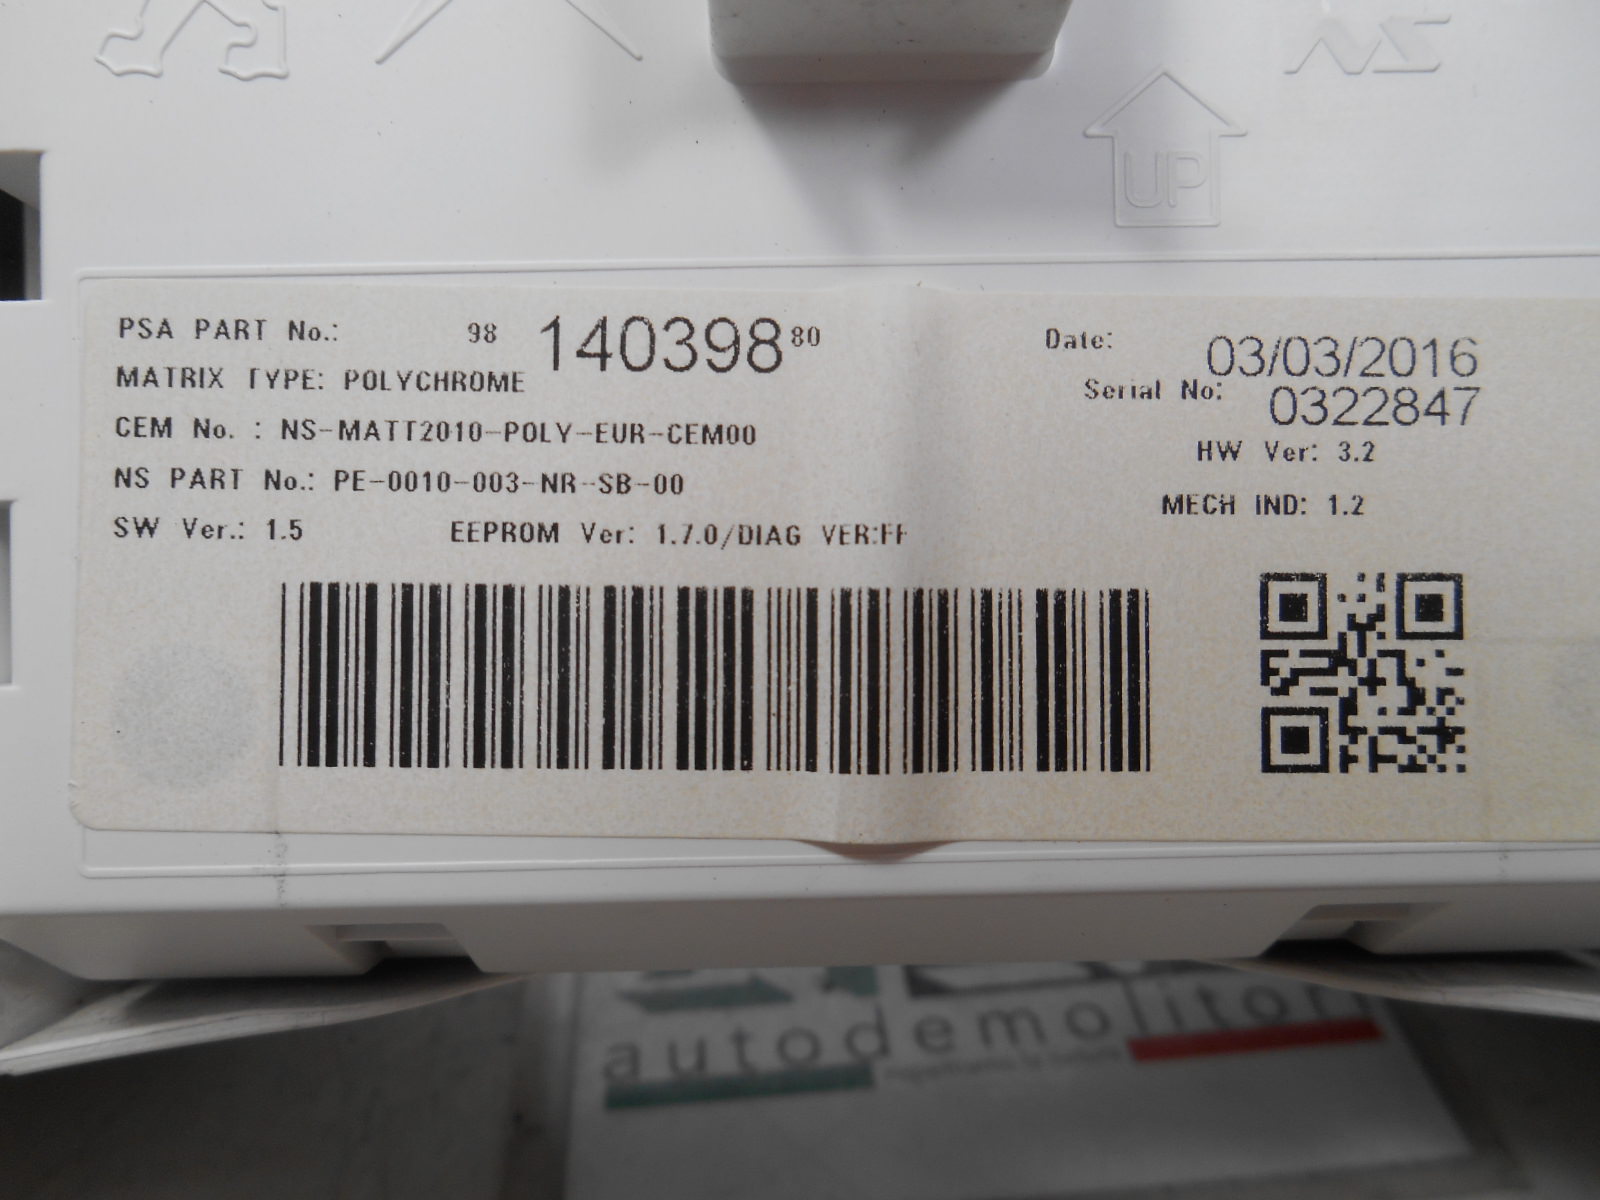 NS
UP
PSA PART No.: 98 140398 80
Date: 03/03/2016
MATRIX TYPE: POLYCHROME
Serial No: 0322847
CEM No. : NS-MATT2010-POLY-EUR-CEM00
HW Ver: 3.2
NS PART No.: PE-0010-003-NR-SB-00
MECH IND: 1.2
SW Ver.: 1.5 EEPROM Ver: 1.7.0/DIAG VER:FF
autodemolitori